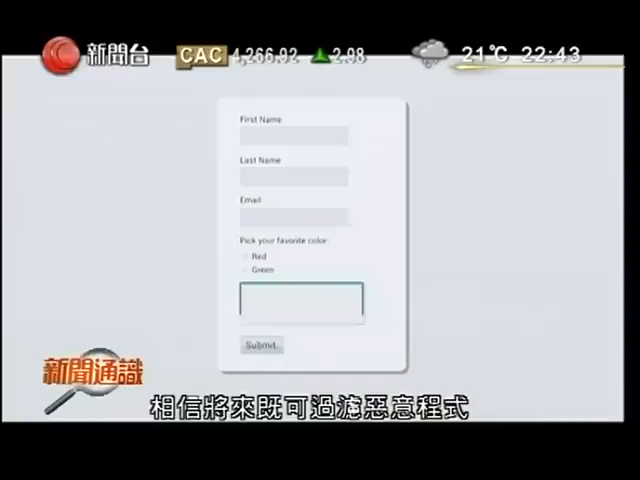 新聞台
CAC 4,266.92 2.98
21℃ 22:43
First Name
Last Name
Email
Pick your favorite color:
Red
Green
Submit
新聞通識
相信將來既可過濾惡意程式